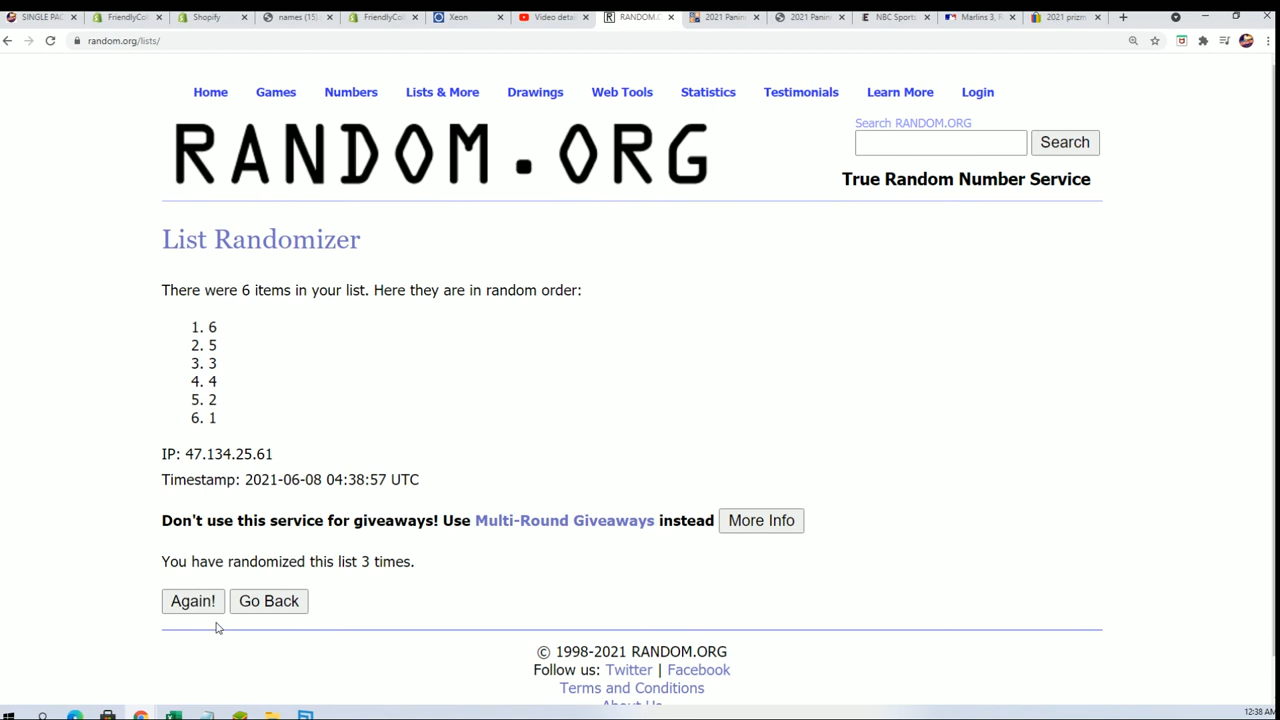 SINGLE PAC
FriendlyColl
Shopify
names (15)
FriendlyColl
Xeon
Video detai
RANDOM.O
2021 Panini
2021 Panini
NBC Sports
Marlins 3, R
2021 prizm
random.org/lists/
Home Games Numbers Lists & More Drawings Web Tools Statistics Testimonials Learn More Login
RANDOM.ORG
Search RANDOM.ORG
Search
True Random Number Service
List Randomizer
There were 6 items in your list. Here they are in random order:
1. 6
2. 5
3. 3
4. 4
5. 2
6. 1
IP: 47.134.25.61
Timestamp: 2021-06-08 04:38:57 UTC
Don't use this service for giveaways! Use Multi-Round Giveaways instead More Info
You have randomized this list 3 times.
Again! Go Back
© 1998-2021 RANDOM.ORG
Follow us: Twitter | Facebook
Terms and Conditions
About Us
12:38 AM